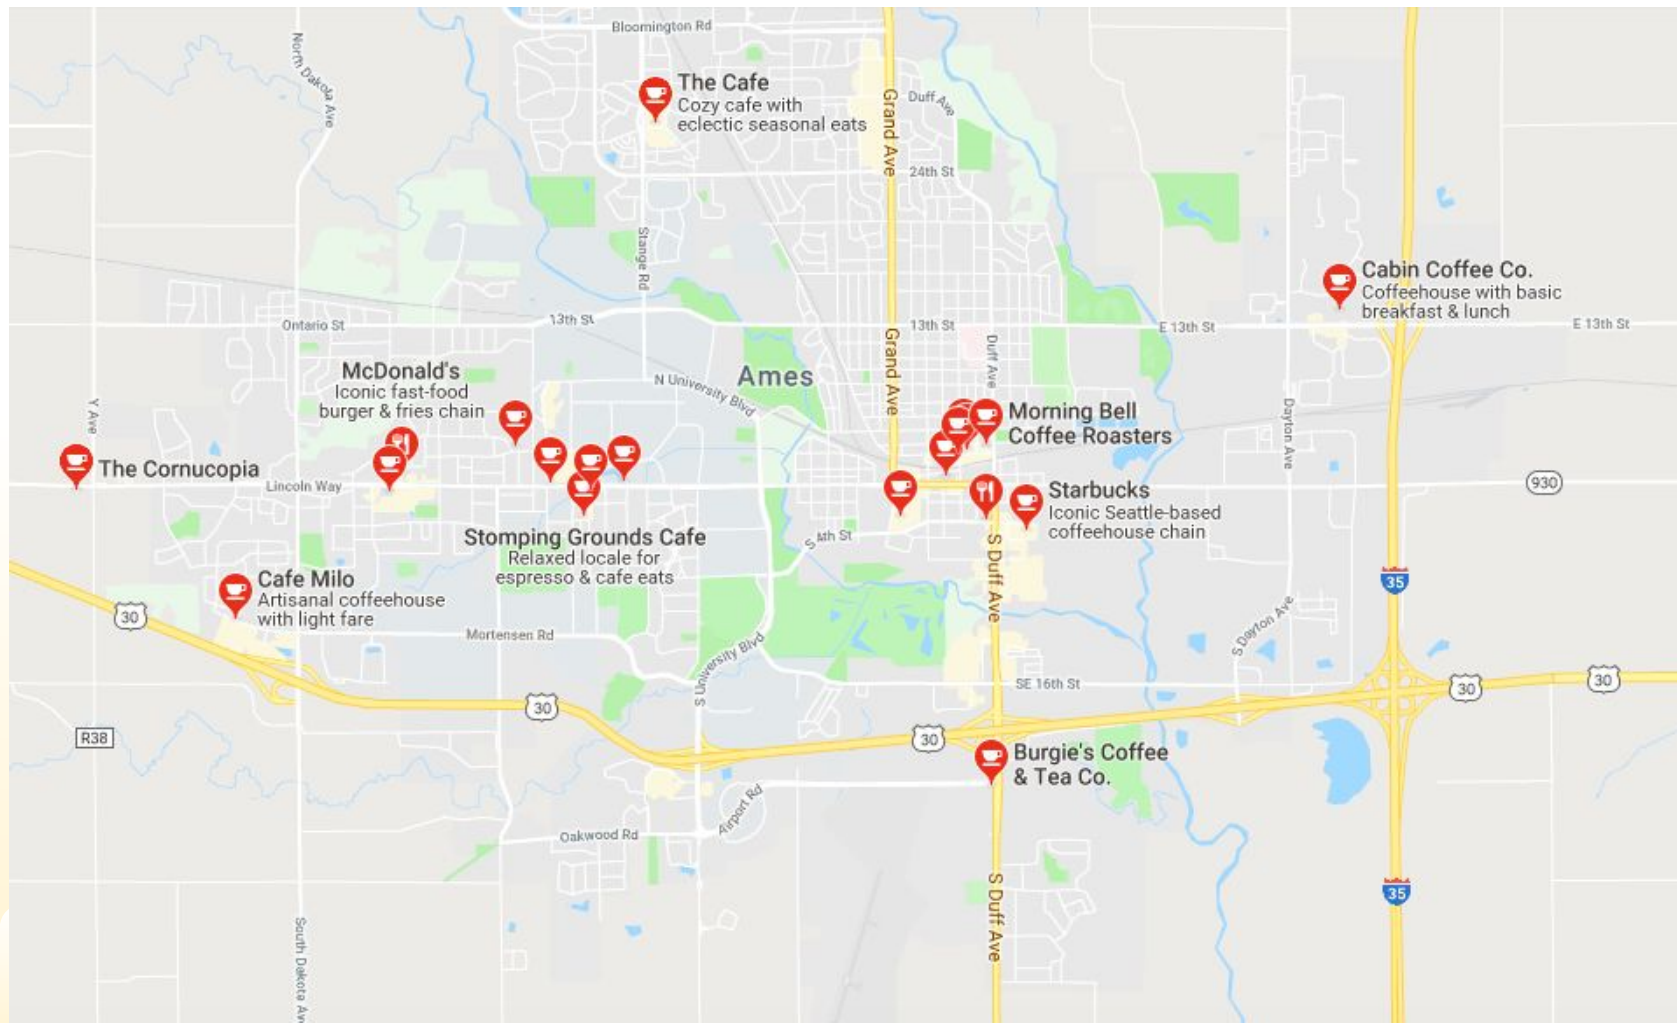 Bloomington Rd
North Dakota Ave
The Cafe
Cozy cafe with
eclectic seasonal eats
Grand Ave
Duff Ave
24th St
Stange Rd
Cabin Coffee Co.
Coffeehouse with basic
breakfast & lunch
Ontario St
13th St
13th St
E 13th St
E 13th St
Grand Ave
Duff Ave
McDonald's
Iconic fast-food
burger & fries chain
N University Blvd
Ames
Y Ave
Morning Bell
Coffee Roasters
Dayton Ave
The Cornucopia
Lincoln Way
930
Starbucks
Iconic Seattle-based
coffeehouse chain
Stomping Grounds Cafe
Relaxed locale for
espresso & cafe eats
S 4th St
S Duff Ave
35
Cafe Milo
Artisanal coffeehouse
with light fare
30
Mortensen Rd
S University Blvd
S Dayton Ave
SE 16th St
30
30
30
30
R38
Burgie's Coffee
& Tea Co.
Airport Rd
Oakwood Rd
S Duff Ave
35
South Dakota Ave